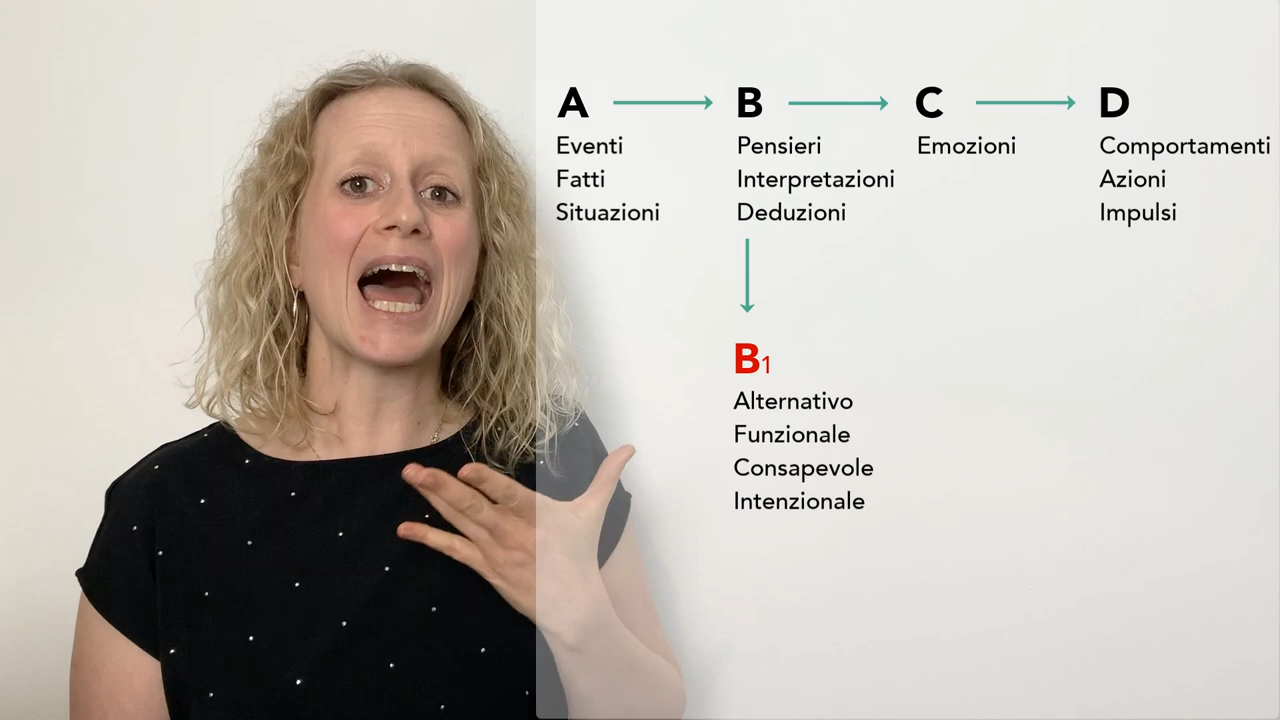 A
Eventi
Fatti
Situazioni
B
Pensieri
Interpretazioni
Deduzioni
C
Emozioni
D
Comportamenti
Azioni
Impulsi
B1
Alternativo
Funzionale
Consapevole
Intenzionale